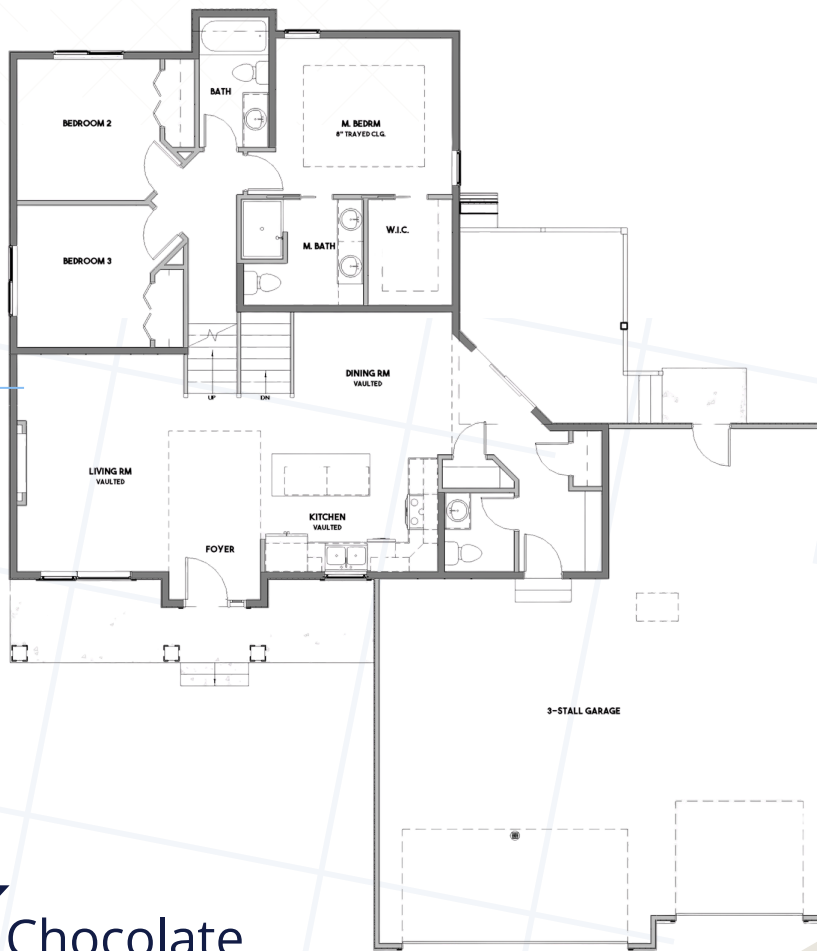 BATH
BEDROOM 2
M. BEDRM
8" TRAYED CLG.
W.I.C.
M. BATH
BEDROOM 3
DINING RM
VAULTED
UP
DN
LIVING RM
VAULTED
KITCHEN
VAULTED
FOYER
3-STALL GARAGE
Chocolate